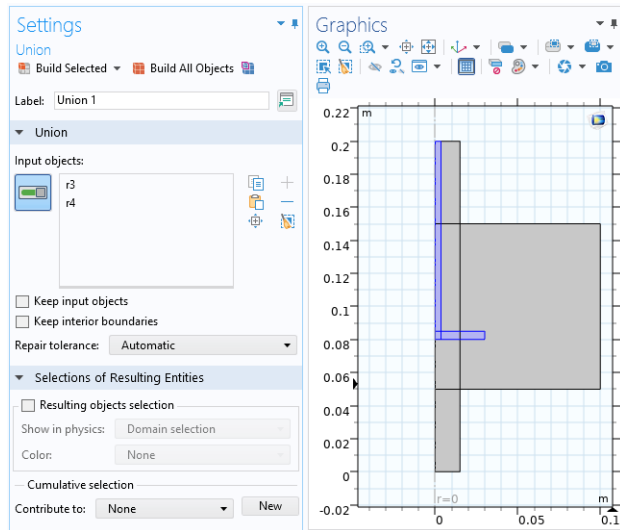 Settings
Union
Build Selected
Build All Objects
Label: Union 1
Union
Input objects:
r3
r4
Keep input objects
Keep interior boundaries
Repair tolerance: Automatic
Selections of Resulting Entities
Resulting objects selection
Show in physics: Domain selection
Color: None
Cumulative selection
Contribute to: None New
Graphics
m
0.22
0.2
0.18
0.16
0.14
0.12
0.1
0.08
0.06
0.04
0.02
0
-0.02
r=0
m
0 0.05 0.1